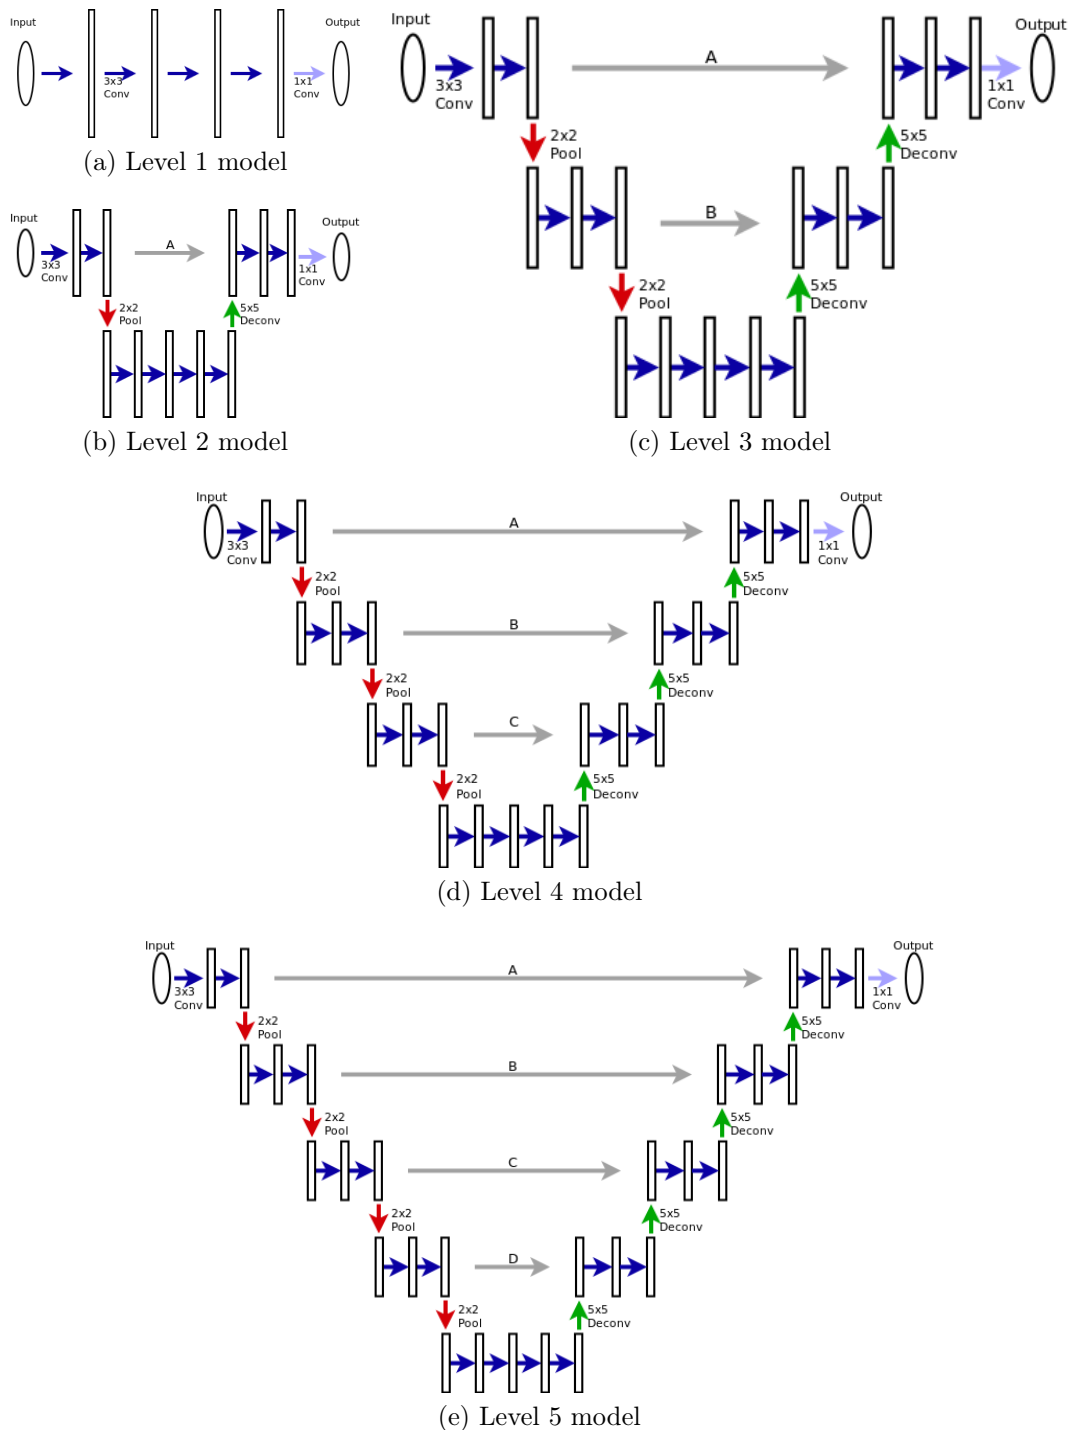 Input
Output
3x3
Conv
1x1
Conv
(a) Level 1 model
Input
Output
3x3
Conv
A
1x1
Conv
2x2
Pool
5x5
Deconv
(b) Level 2 model
Input
Output
A
3x3
Conv
1x1
Conv
2x2
Pool
5x5
Deconv
B
2x2
Pool
5x5
Deconv
(c) Level 3 model
Input
Output
A
3x3
Conv
1x1
Conv
2x2
Pool
5x5
Deconv
B
2x2
Pool
5x5
Deconv
C
2x2
Pool
5x5
Deconv
(d) Level 4 model
Input
Output
A
3x3
Conv
1x1
Conv
2x2
Pool
5x5
Deconv
B
2x2
Pool
5x5
Deconv
C
2x2
Pool
5x5
Deconv
D
2x2
Pool
5x5
Deconv
(e) Level 5 model